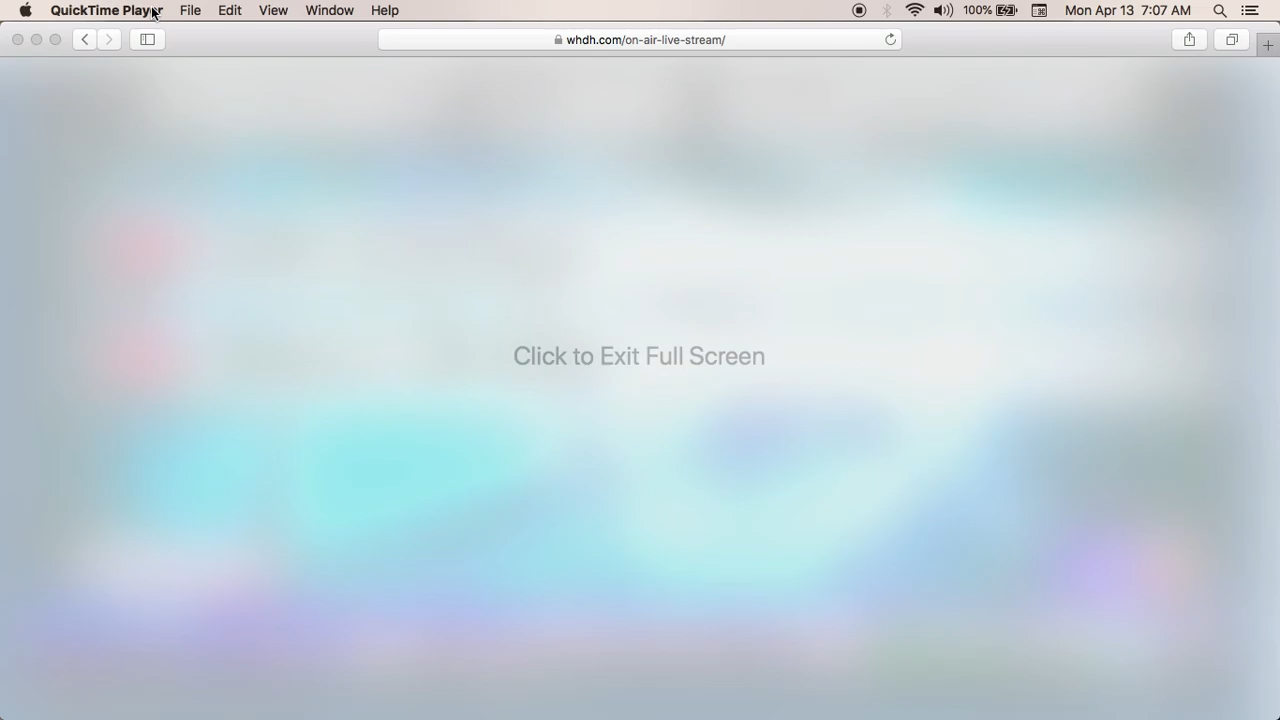 QuickTime Player File Edit View Window Help 100% Mon Apr 13 7:07 AM
whdh.com/on-air-live-stream/
Click to Exit Full Screen